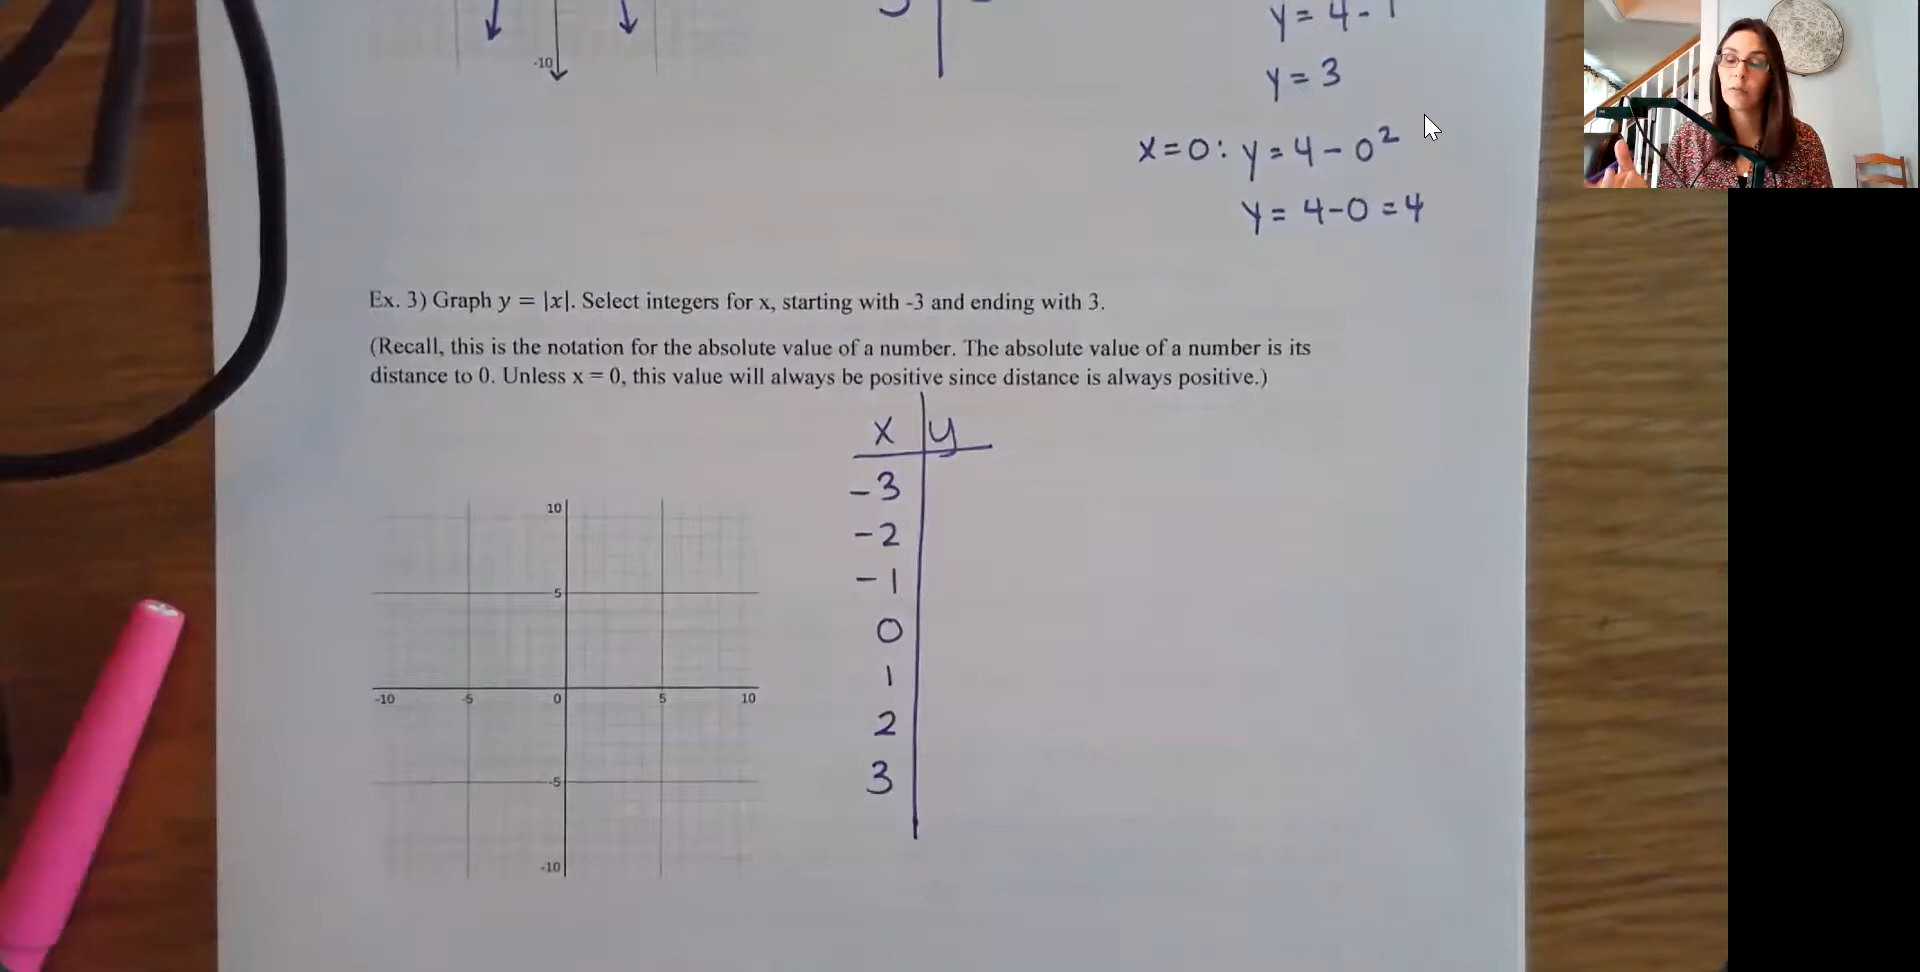 y = 4 - 1
-10
y = 3
x=0: y = 4 - 0²
y = 4-0 = 4
Ex. 3) Graph y = |x|. Select integers for x, starting with -3 and ending with 3.
(Recall, this is the notation for the absolute value of a number. The absolute value of a number is its
distance to 0. Unless x = 0, this value will always be positive since distance is always positive.)
x y
-3
-2
-1
0
1
2
3
10
5
-10 -5 0 5 10
-5
-10